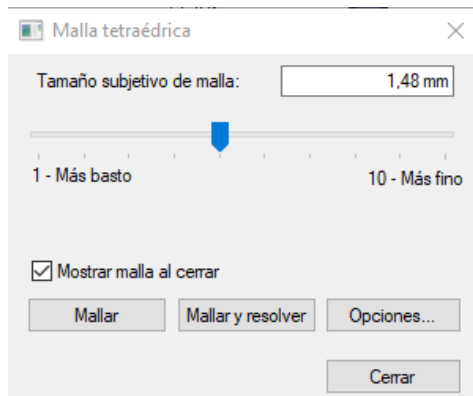 Malla tetraédrica
Tamaño subjetivo de malla: 1,48 mm
1 - Más basto 10 - Más fino
Mostrar malla al cerrar
Mallar Mallar y resolver Opciones...
Cerrar